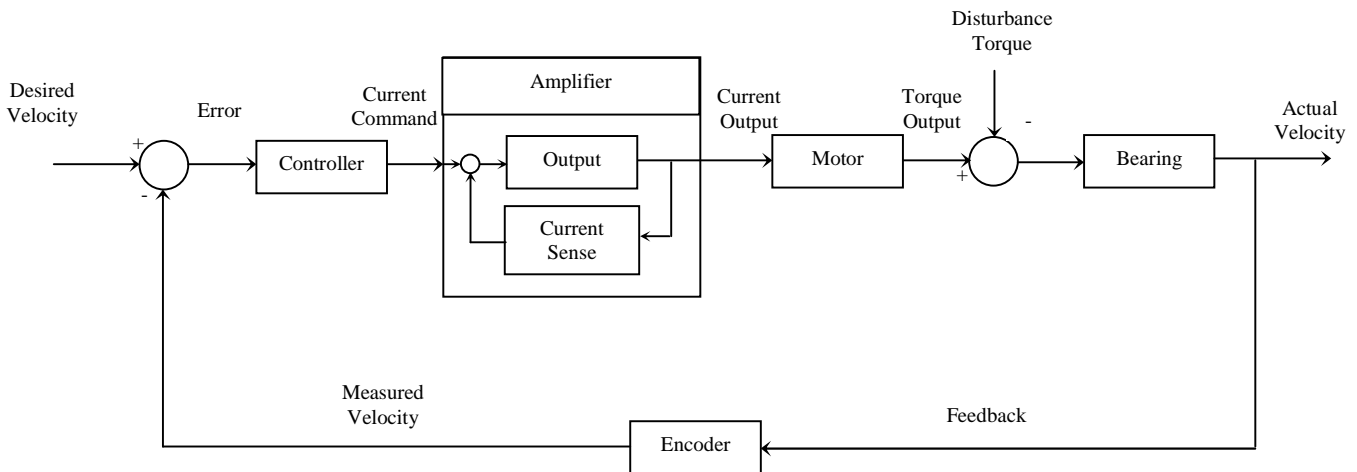 Disturbance
Torque
Desired
Velocity
Error
Current
Command
Amplifier
Current
Output
Torque
Output
Actual
Velocity
+
-
Controller
Output
Motor
+
-
Bearing
Current
Sense
Measured
Velocity
Encoder
Feedback